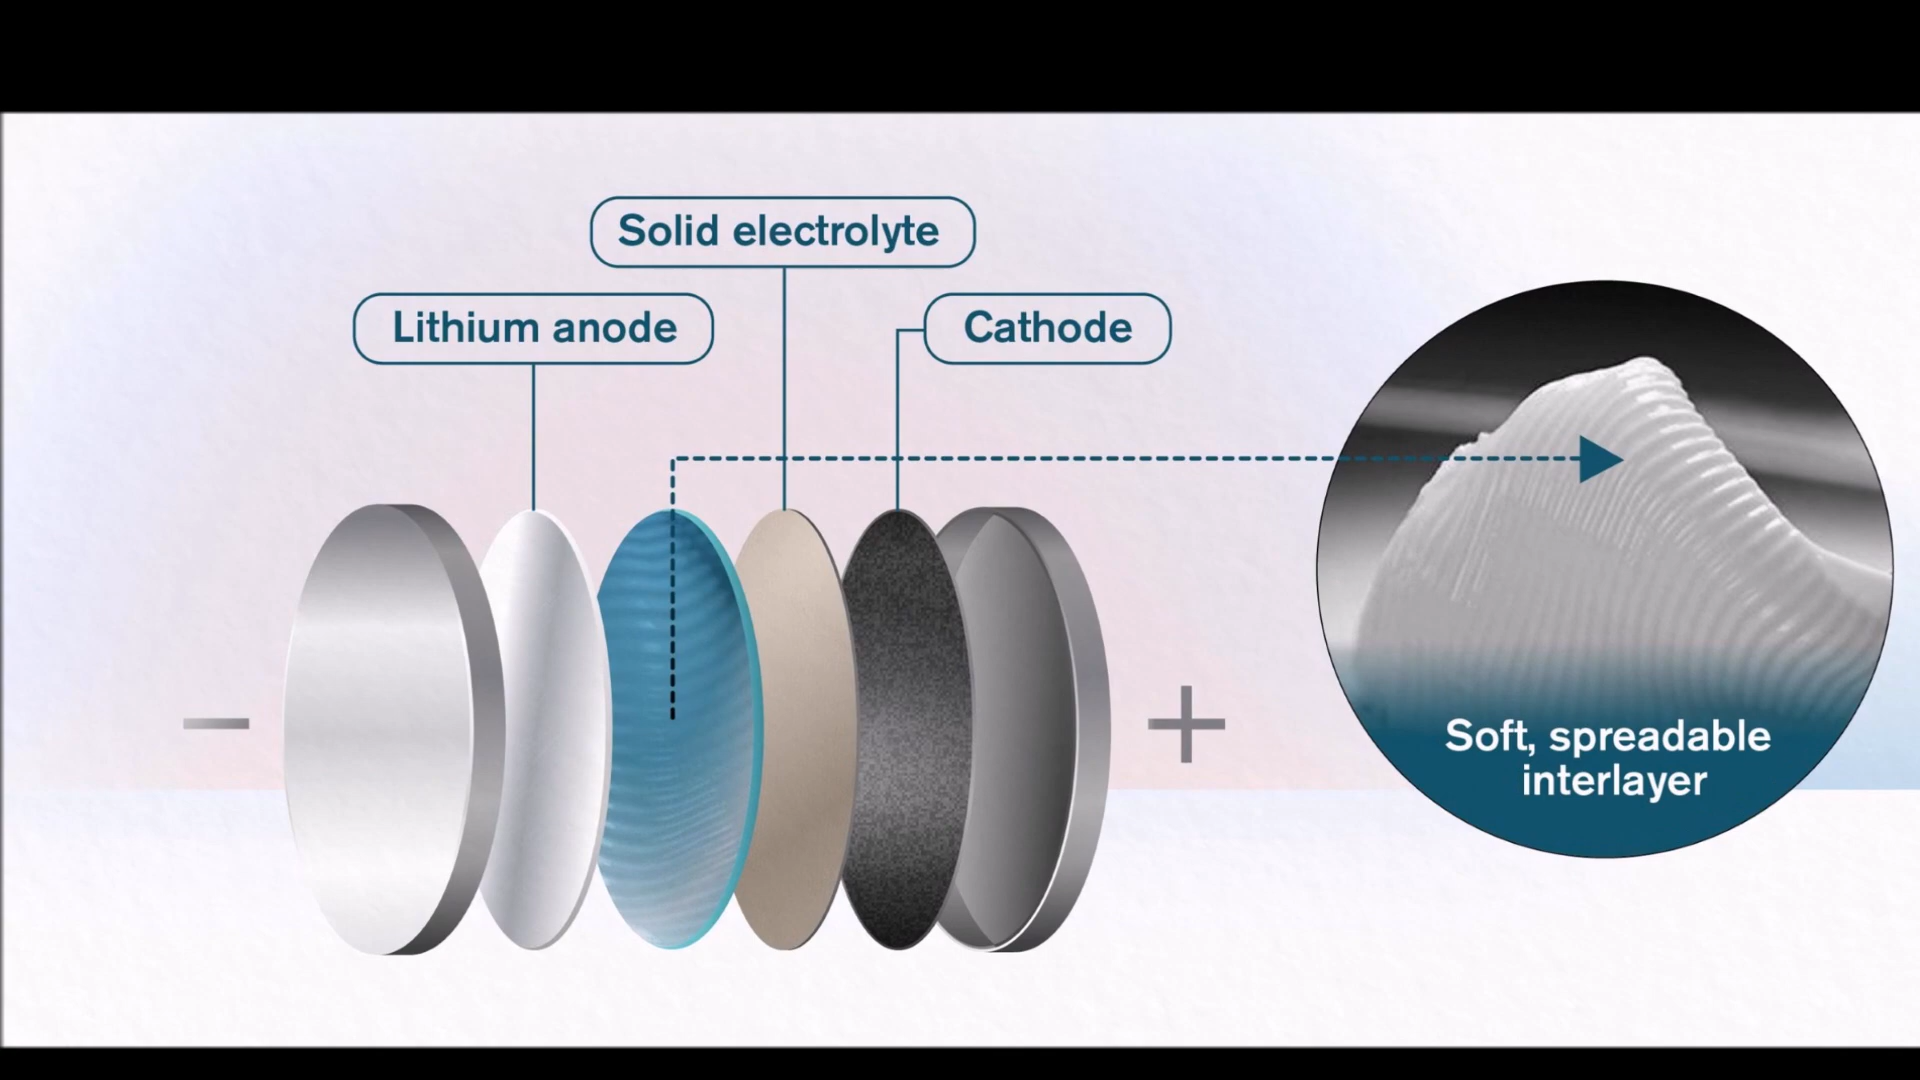 Solid electrolyte
Lithium anode
Cathode
Soft, spreadable
interlayer